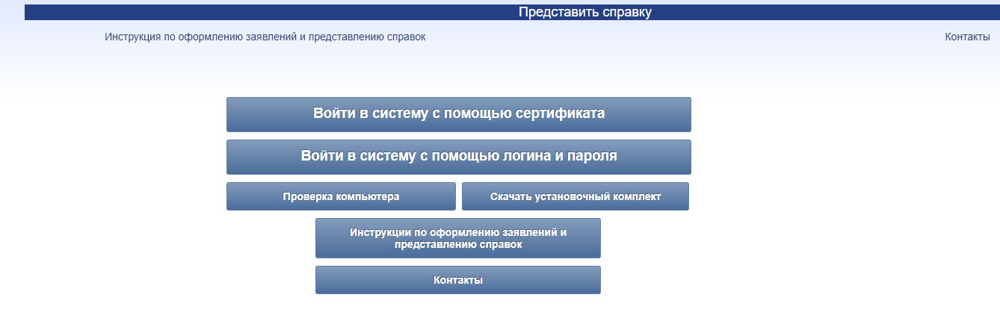 Представить справку
Инструкция по оформлению заявлений и представлению справок
Контакты
Войти в систему с помощью сертификата
Войти в систему с помощью логина и пароля
Проверка компьютера
Скачать установочный комплект
Инструкции по оформлению заявлений и
представлению справок
Контакты